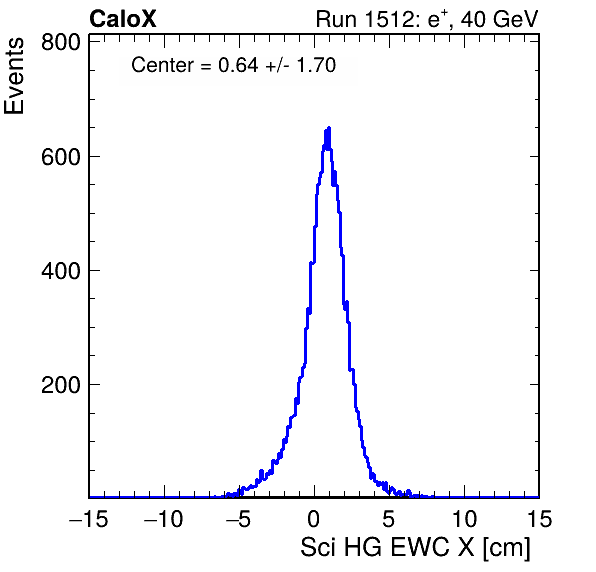 CaloX
Run 1512: e+, 40 GeV
Events
Center = 0.64 +/- 1.70
800
600
400
200
−15 −10 −5 0 5 10 15
Sci HG EWC X [cm]